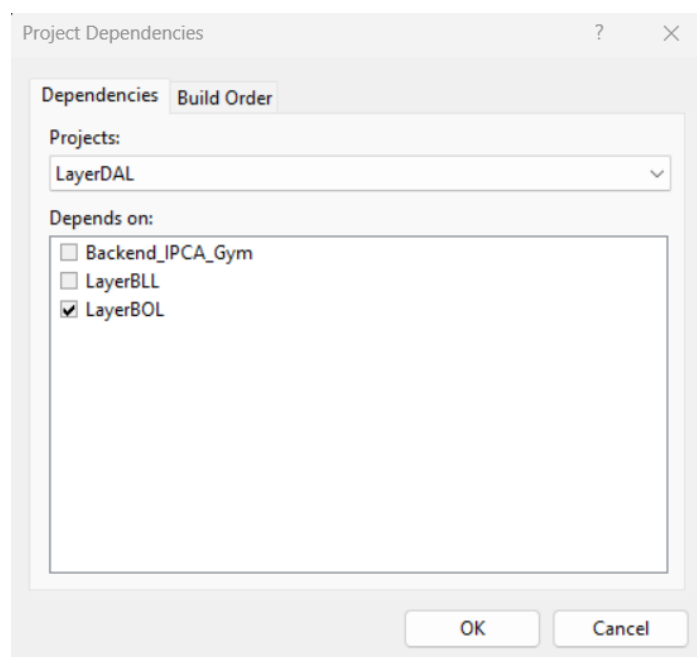 Project Dependencies ?
Dependencies Build Order
Projects:
LayerDAL
Depends on:
Backend_IPCA_Gym
LayerBLL
LayerBOL
OK Cancel